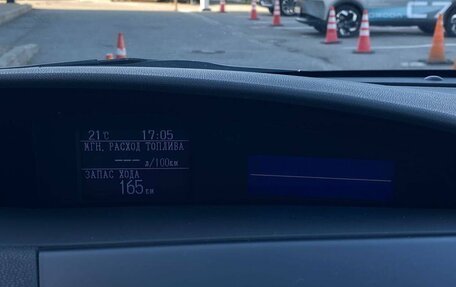 21°C 17:05
МГН. РАСХОД ТОПЛИВА
--- л/100км
ЗАПАС ХОДА
165 км